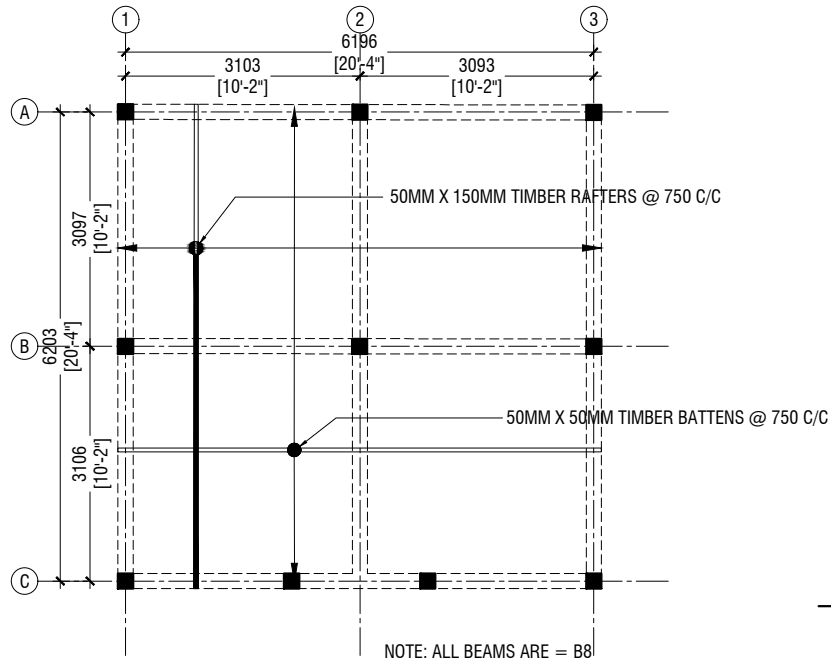 1
2
3
6196
[20'-4"]
3103
[10'-2"]
3093
[10'-2"]
A
50MM X 150MM TIMBER RAFTERS @ 750 C/C
3097
[10'-2"]
B
6203
[20'-4"]
50MM X 50MM TIMBER BATTENS @ 750 C/C
3106
[10'-2"]
C
NOTE: ALL BEAMS ARE = B8